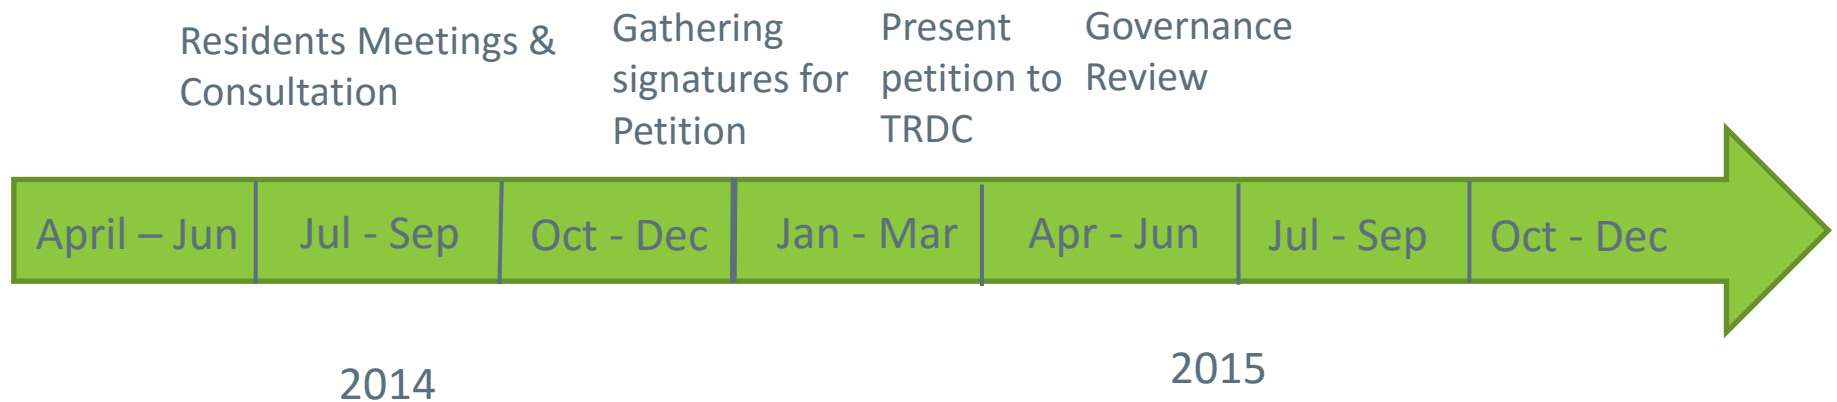 Residents Meetings &
Consultation
Gathering
signatures for
Petition
Present
petition to
TRDC
Governance
Review
April – Jun
Jul - Sep
Oct - Dec
Jan - Mar
Apr - Jun
Jul - Sep
Oct - Dec
2014
2015